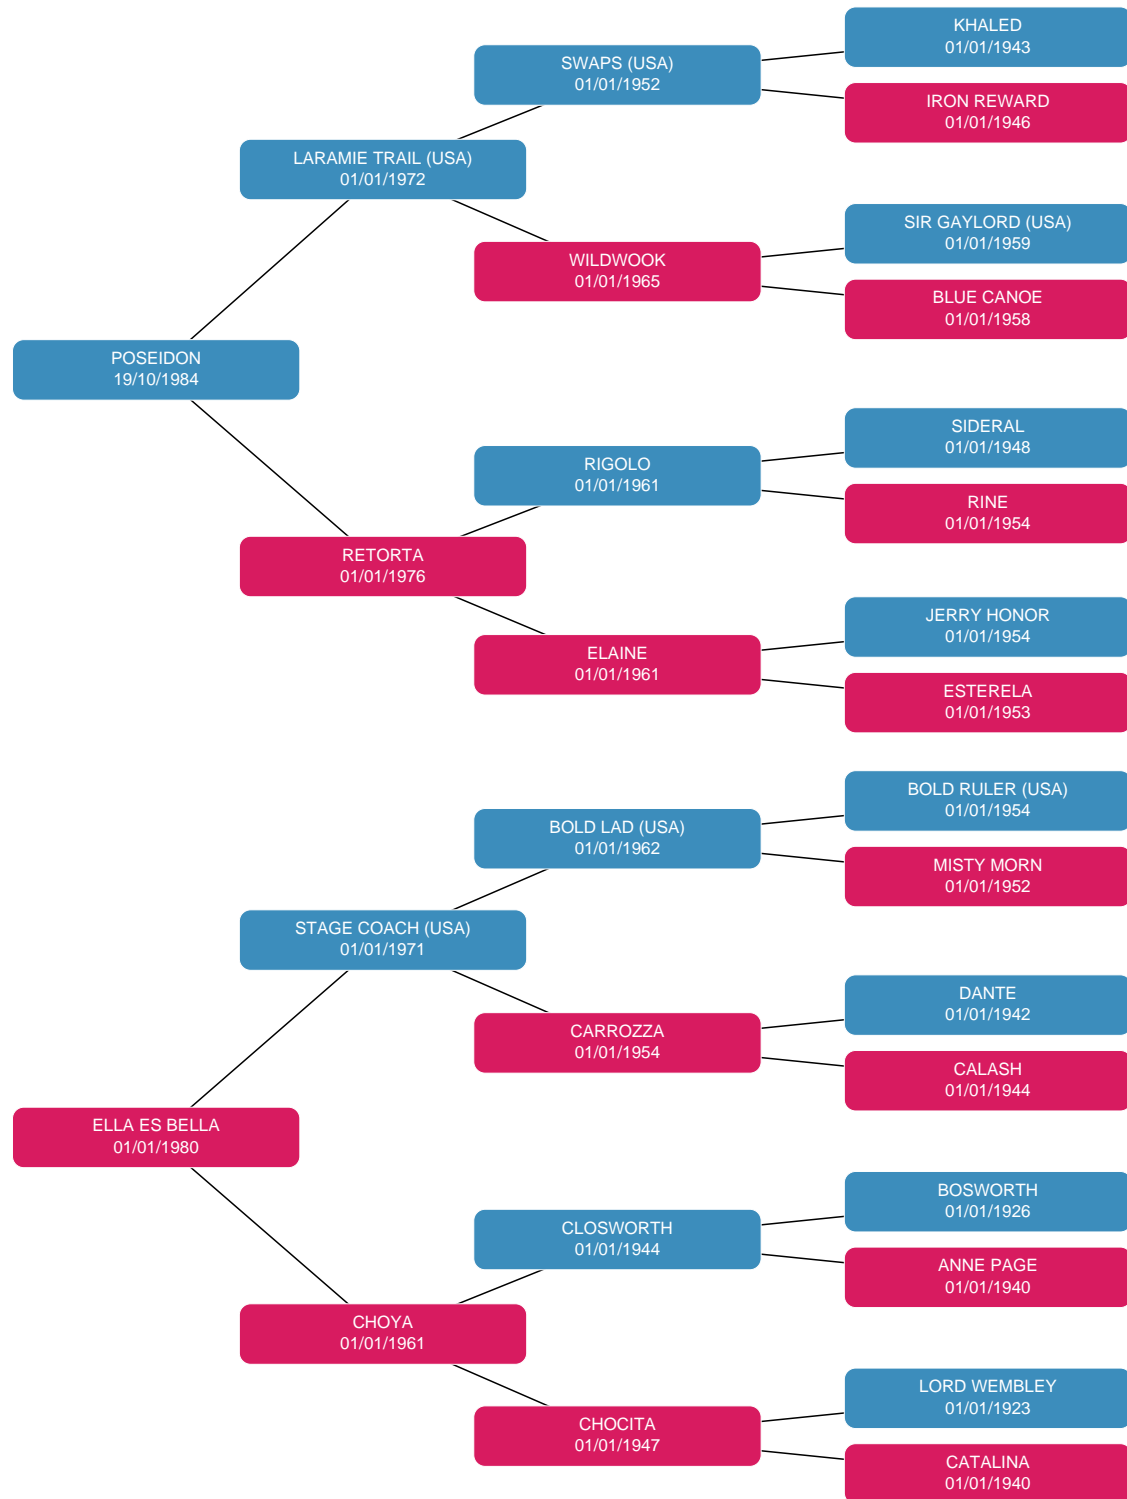 KHALED
01/01/1943
SWAPS (USA)
01/01/1952
IRON REWARD
01/01/1946
LARAMIE TRAIL (USA)
01/01/1972
SIR GAYLORD (USA)
01/01/1959
WILDWOOK
01/01/1965
BLUE CANOE
01/01/1958
POSEIDON
19/10/1984
SIDERAL
01/01/1948
RIGOLO
01/01/1961
RINE
01/01/1954
RETORTA
01/01/1976
JERRY HONOR
01/01/1954
ELAINE
01/01/1961
ESTERELA
01/01/1953
BOLD RULER (USA)
01/01/1954
BOLD LAD (USA)
01/01/1962
MISTY MORN
01/01/1952
STAGE COACH (USA)
01/01/1971
DANTE
01/01/1942
CARROZZA
01/01/1954
CALASH
01/01/1944
ELLA ES BELLA
01/01/1980
BOSWORTH
01/01/1926
CLOSWORTH
01/01/1944
ANNE PAGE
01/01/1940
CHOYA
01/01/1961
LORD WEMBLEY
01/01/1923
CHOCITA
01/01/1947
CATALINA
01/01/1940